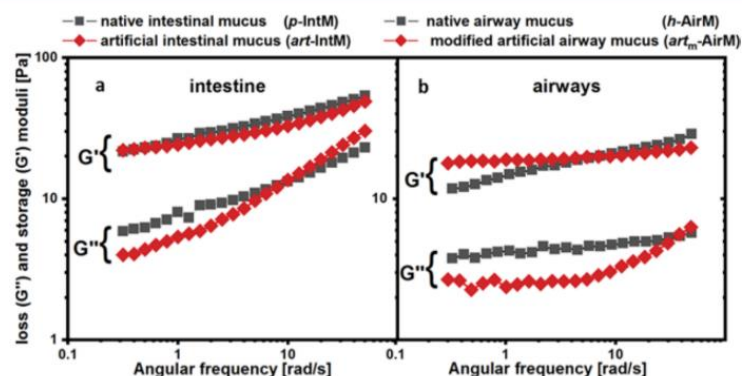 native intestinal mucus (p-IntM) native airway mucus (h-AirM)
artificial intestinal mucus (art-IntM) modified artificial airway mucus (artm-AirM)
100
a intestine b airways
G' G'
10 10
G'' G''
1
0.1 1 10 0.1 1 10
Angular frequency [rad/s] Angular frequency [rad/s]
loss (G'') and storage (G') moduli [Pa]